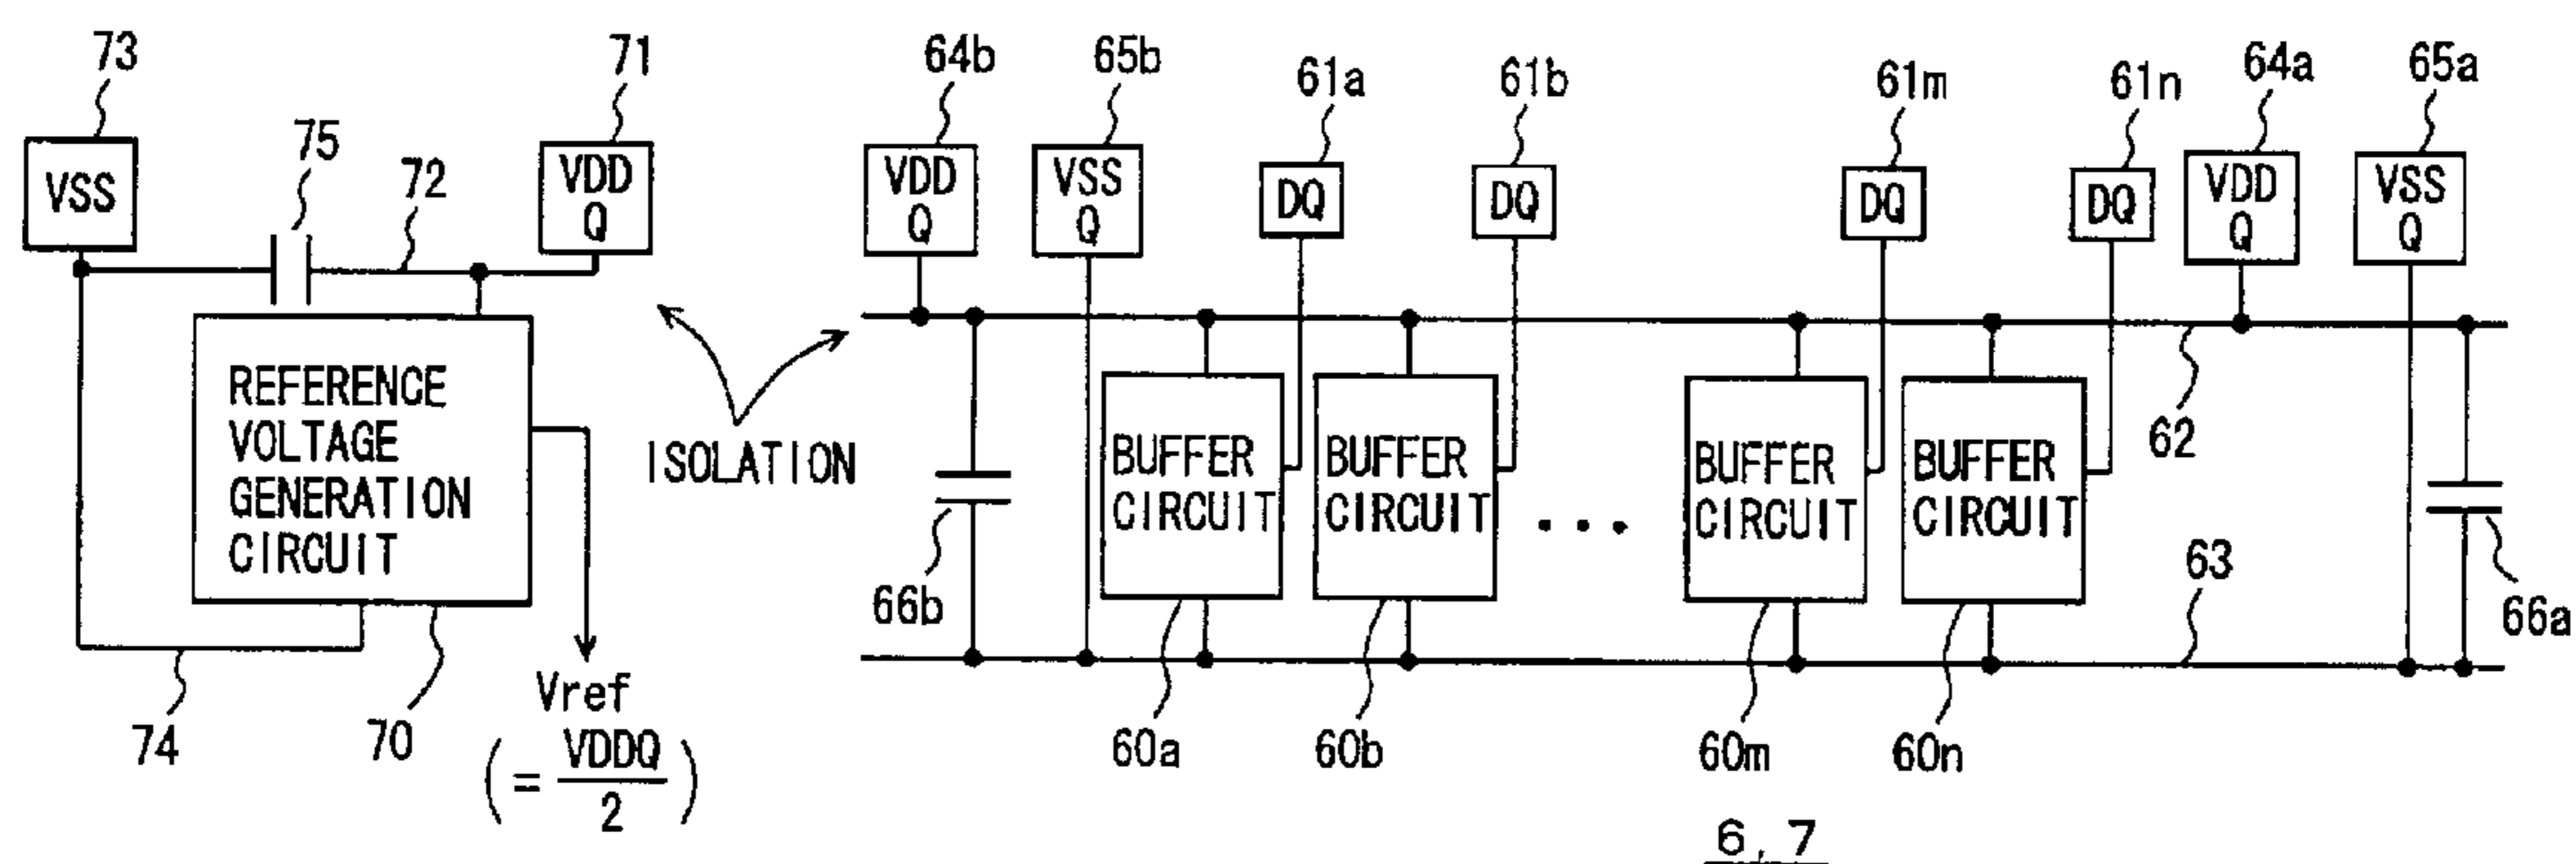 73
71
64b
65b
61a
61b
61m
61n
64a
65a
75
72
VSS
VDD
Q
VDD
Q
VSS
Q
DQ
DQ
DQ
DQ
VDD
Q
VSS
Q
REFERENCE
VOLTAGE
GENERATION
CIRCUIT
ISOLATION
BUFFER
CIRCUIT
BUFFER
CIRCUIT
...
BUFFER
CIRCUIT
BUFFER
CIRCUIT
62
63
66b
66a
74
70
Vref
(= VDDQ
2 )
60a
60b
60m
60n
6, 7